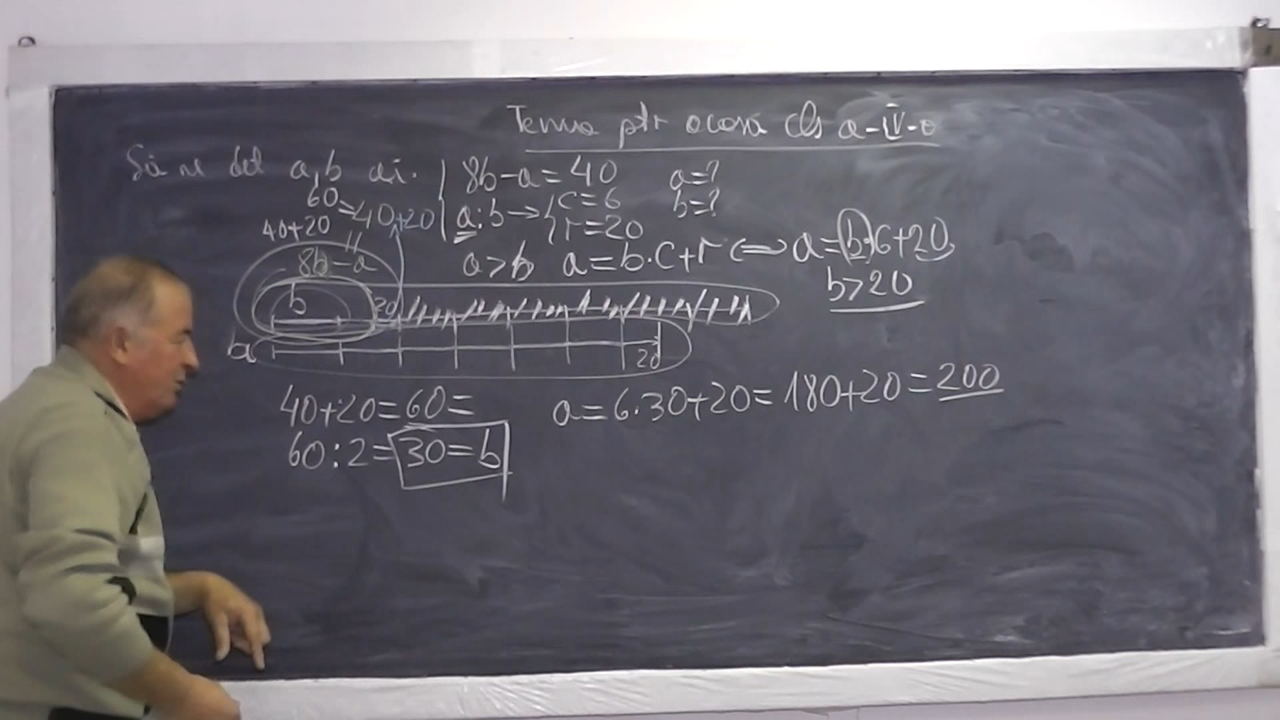 Tema ptr acasă cls a-IV-a
Să se det a,b aî.
8b-a=40
a=?
a:b→
c=6
r=20
b=?
60=40+20
40+20
8b-a
a>b a=b·c+r ⟺ a=b·6+20,
b>20
b
20
a
20
40+20=60=
60:2=30=b
a=6·30+20=180+20=200